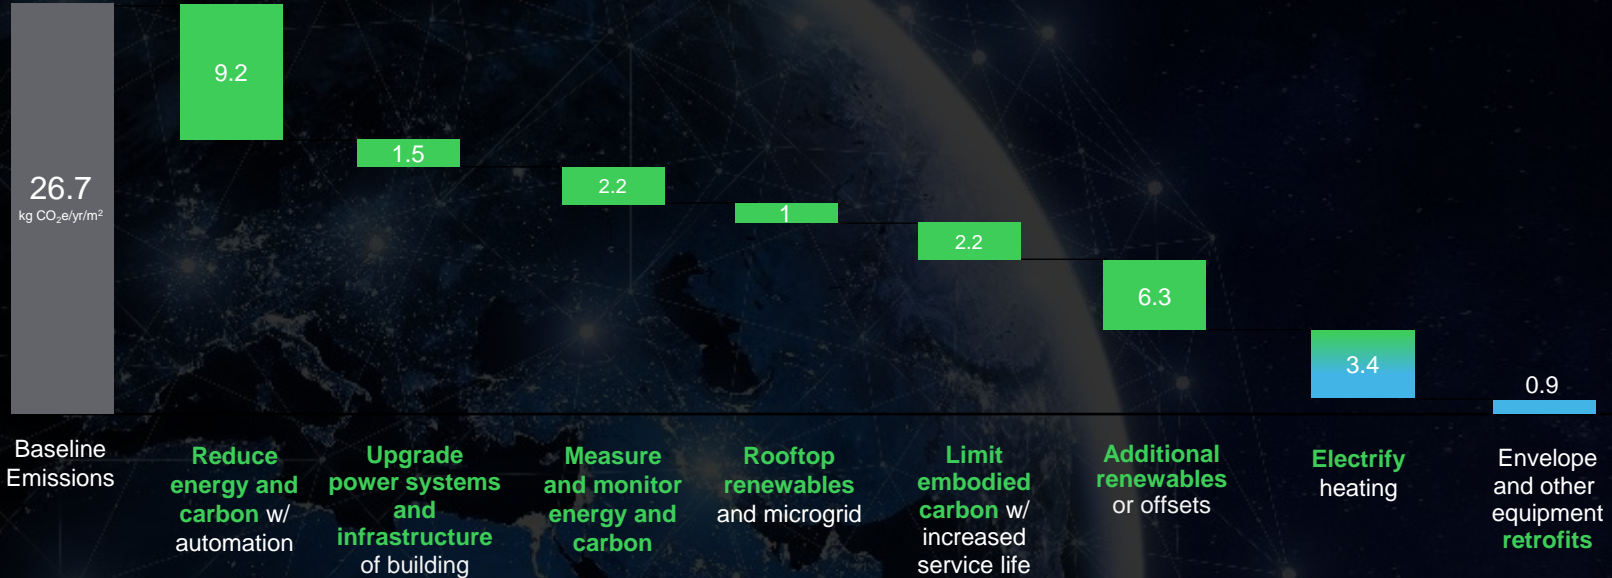 26.7
kg CO₂e/yr/m²
9.2
1.5
2.2
1
2.2
6.3
3.4
0.9
Baseline
Emissions
Reduce
energy and
carbon w/
automation
Upgrade
power systems
and
infrastructure
of building
Measure
and monitor
energy and
carbon
Rooftop
renewables
and microgrid
Limit
embodied
carbon w/
increased
service life
Additional
renewables
or offsets
Electrify
heating
Envelope
and other
equipment
retrofits